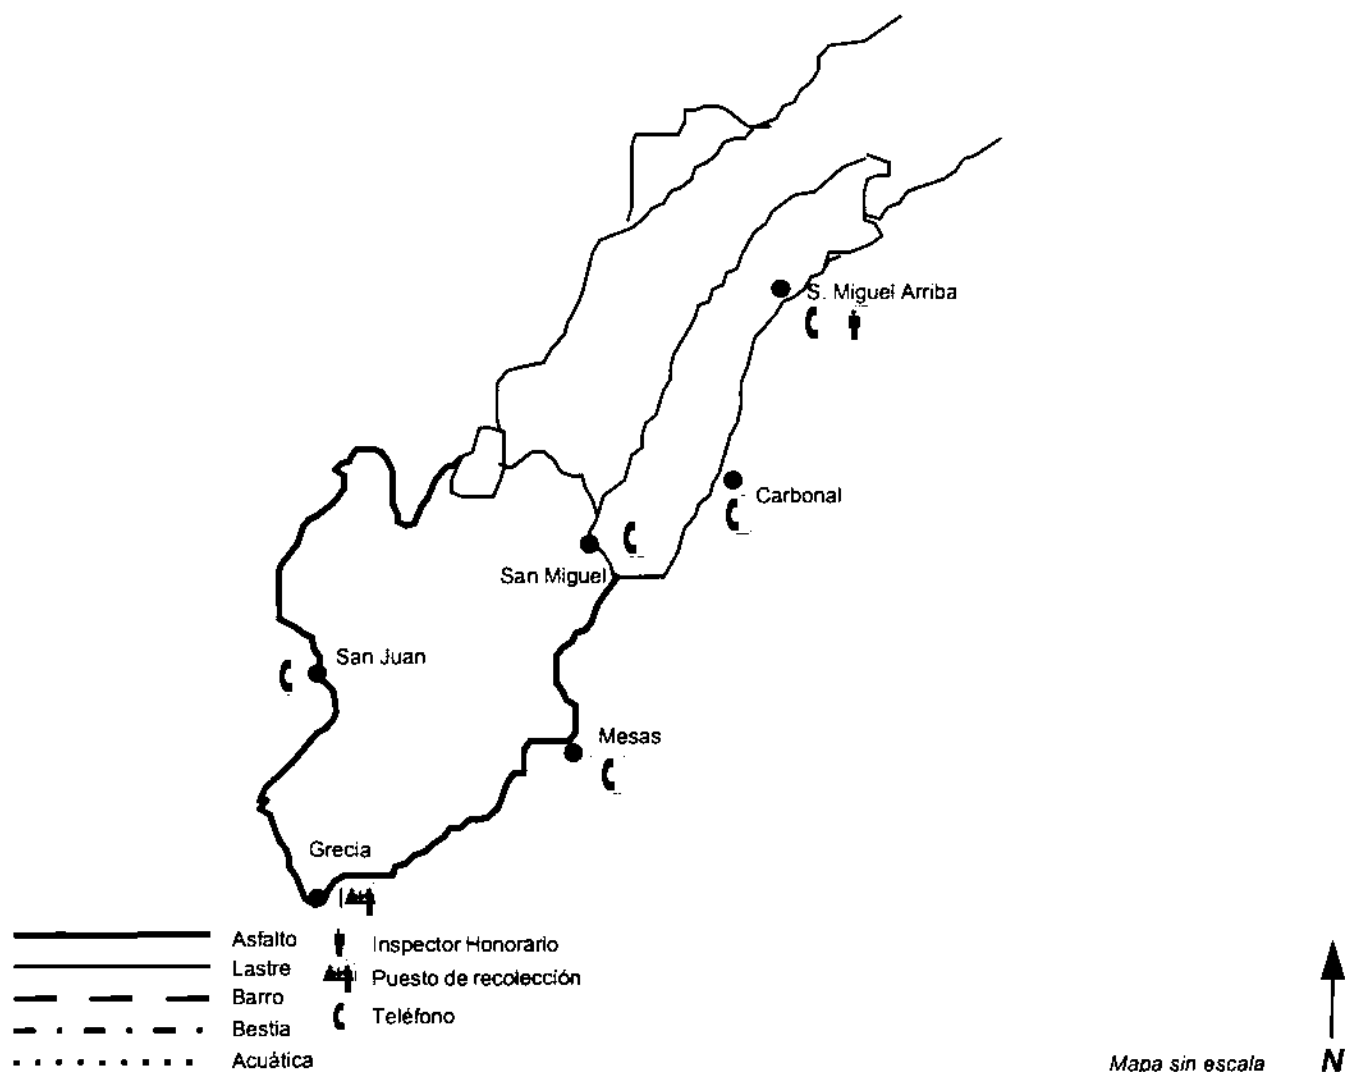 S. Miguel Arriba
Carbonal
San Miguel
San Juan
Mesas
Grecia
Asfalto
Lastre
Barro
Bestia
Acuática
Inspector Honorario
Puesto de recolección
Teléfono
Mapa sin escala
N